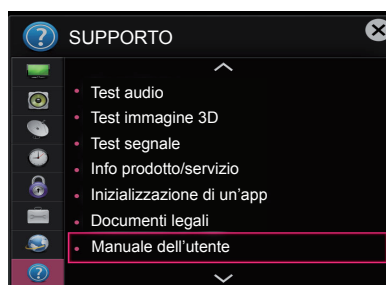 SUPPORTO
Test audio
Test immagine 3D
Test segnale
Info prodotto/servizio
Inizializzazione di un'app
Documenti legali
Manuale dell'utente